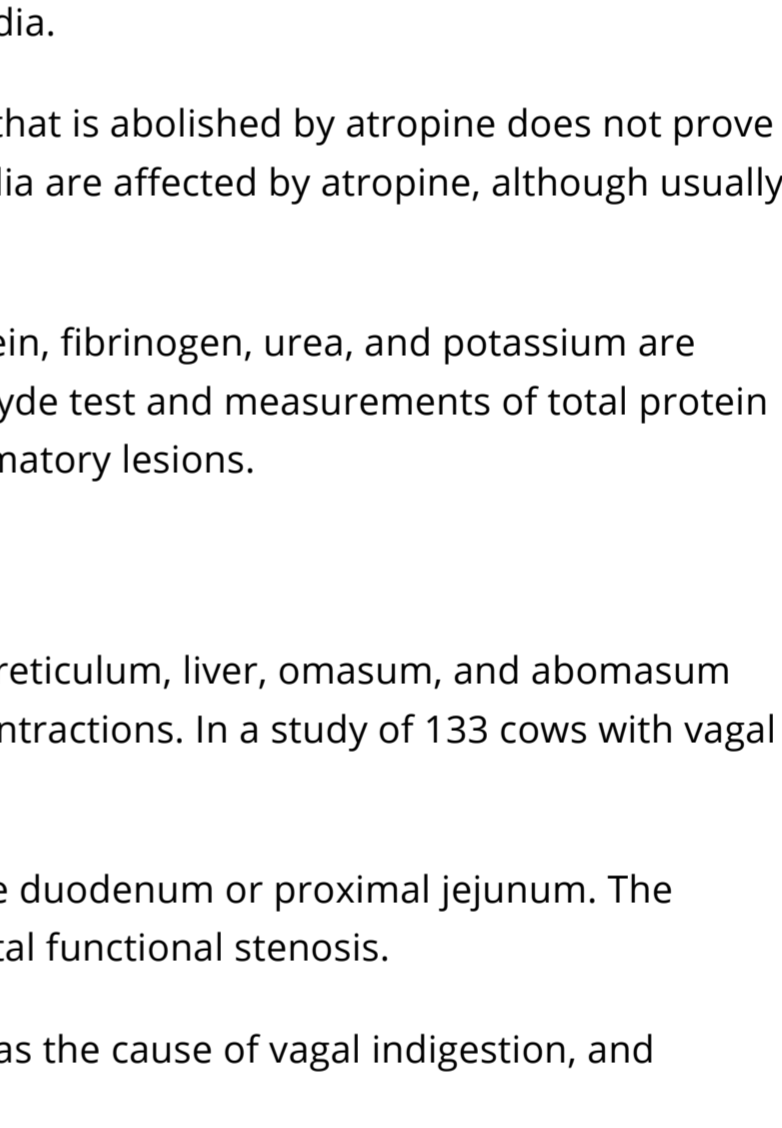 dia.
that is abolished by atropine does not prove
lia are affected by atropine, although usually
ein, fibrinogen, urea, and potassium are
yde test and measurements of total protein
matory lesions.
reticulum, liver, omasum, and abomasum
ntractions. In a study of 133 cows with vagal
e duodenum or proximal jejunum. The
tal functional stenosis.
as the cause of vagal indigestion, and